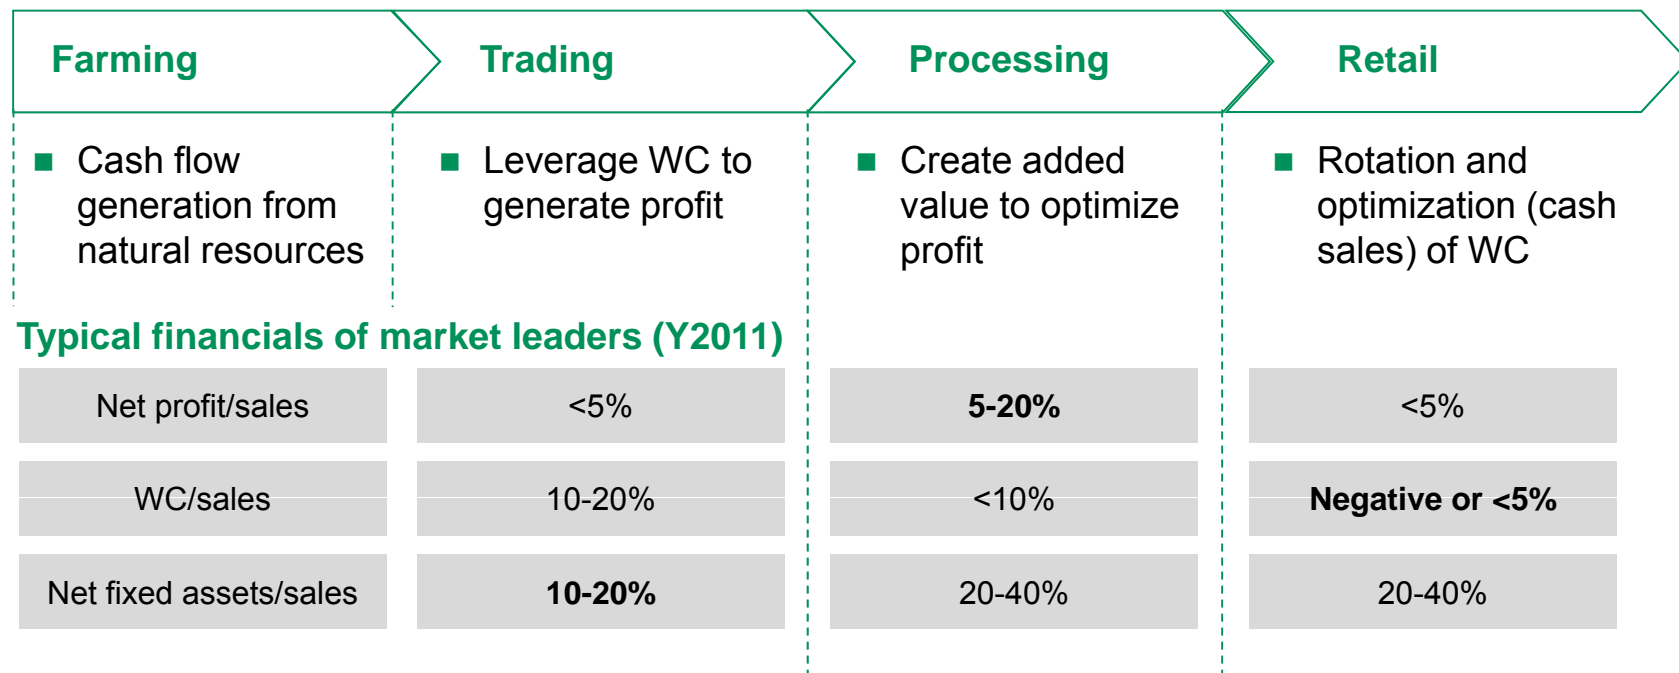 Farming
Trading
Processing
Retail
■ Cash flow
generation from
natural resources
■ Leverage WC to
generate profit
■ Create added
value to optimize
profit
■ Rotation and
optimization (cash
sales) of WC
Typical financials of market leaders (Y2011)
Net profit/sales <5% 5-20% <5%
WC/sales 10-20% <10% Negative or <5%
Net fixed assets/sales 10-20% 20-40% 20-40%